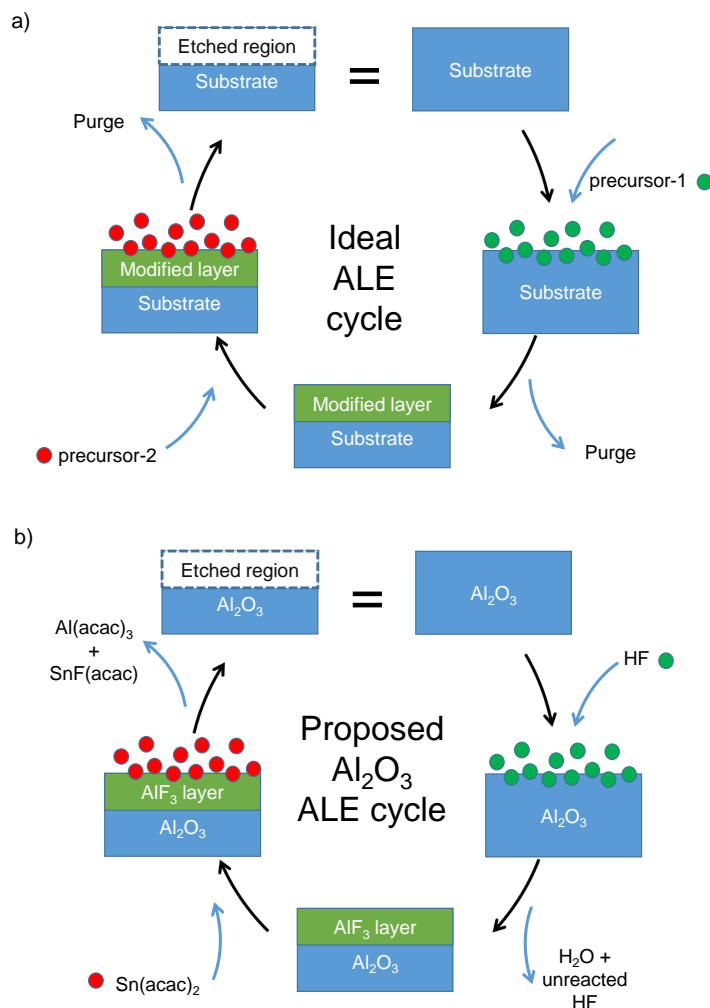 a)
Etched region
Substrate
=
Substrate
Purge
precursor-1
Modified layer
Substrate
Ideal
ALE
cycle
Substrate
Modified layer
Substrate
precursor-2
Purge
b)
Etched region
Al₂O₃
=
Al₂O₃
Al(acac)₃
+
SnF(acac)
HF
AlF₃ layer
Al₂O₃
Proposed
Al₂O₃
ALE cycle
Al₂O₃
AlF₃ layer
Al₂O₃
Sn(acac)₂
H₂O +
unreacted
HF